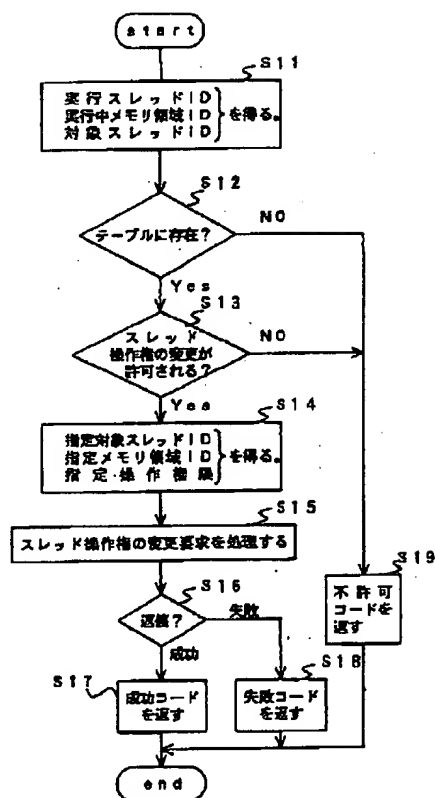 start
S11
実行スレッドID
実行中メモリ領域ID
対象スレッドID
を得る。
S12
テーブルに存在?
NO
Yes
S13
スレッド
操作権の変更が
許可される?
NO
Yes
S14
指定対象スレッドID
指定メモリ領域ID
指定・操作権限
を得る。
S15
スレッド操作権の変更要求を処理する
S16
返値?
失敗
成功
S19
不許可
コードを
返す
S17
成功コード
を返す
S18
失敗コード
を返す
end